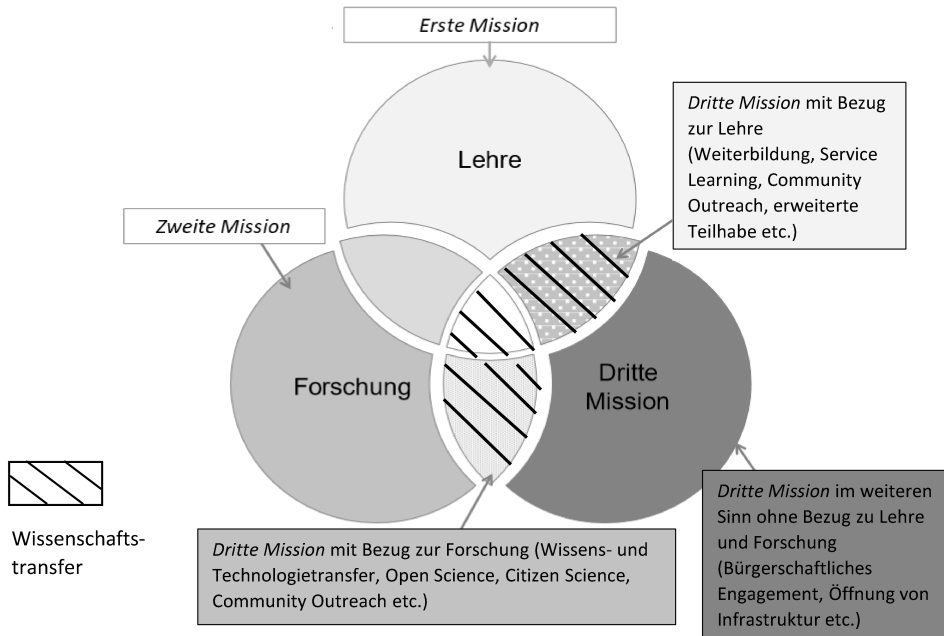 Erste Mission
Dritte Mission mit Bezug
zur Lehre
(Weiterbildung, Service
Learning, Community
Outreach, erweiterte
Teilhabe etc.)
Lehre
Zweite Mission
Forschung
Dritte
Mission
Wissenschafts-
transfer
Dritte Mission mit Bezug zur Forschung (Wissens- und
Technologietransfer, Open Science, Citizen Science,
Community Outreach etc.)
Dritte Mission im weiteren
Sinn ohne Bezug zu Lehre
und Forschung
(Bürgerschaftliches
Engagement, Öffnung von
Infrastruktur etc.)